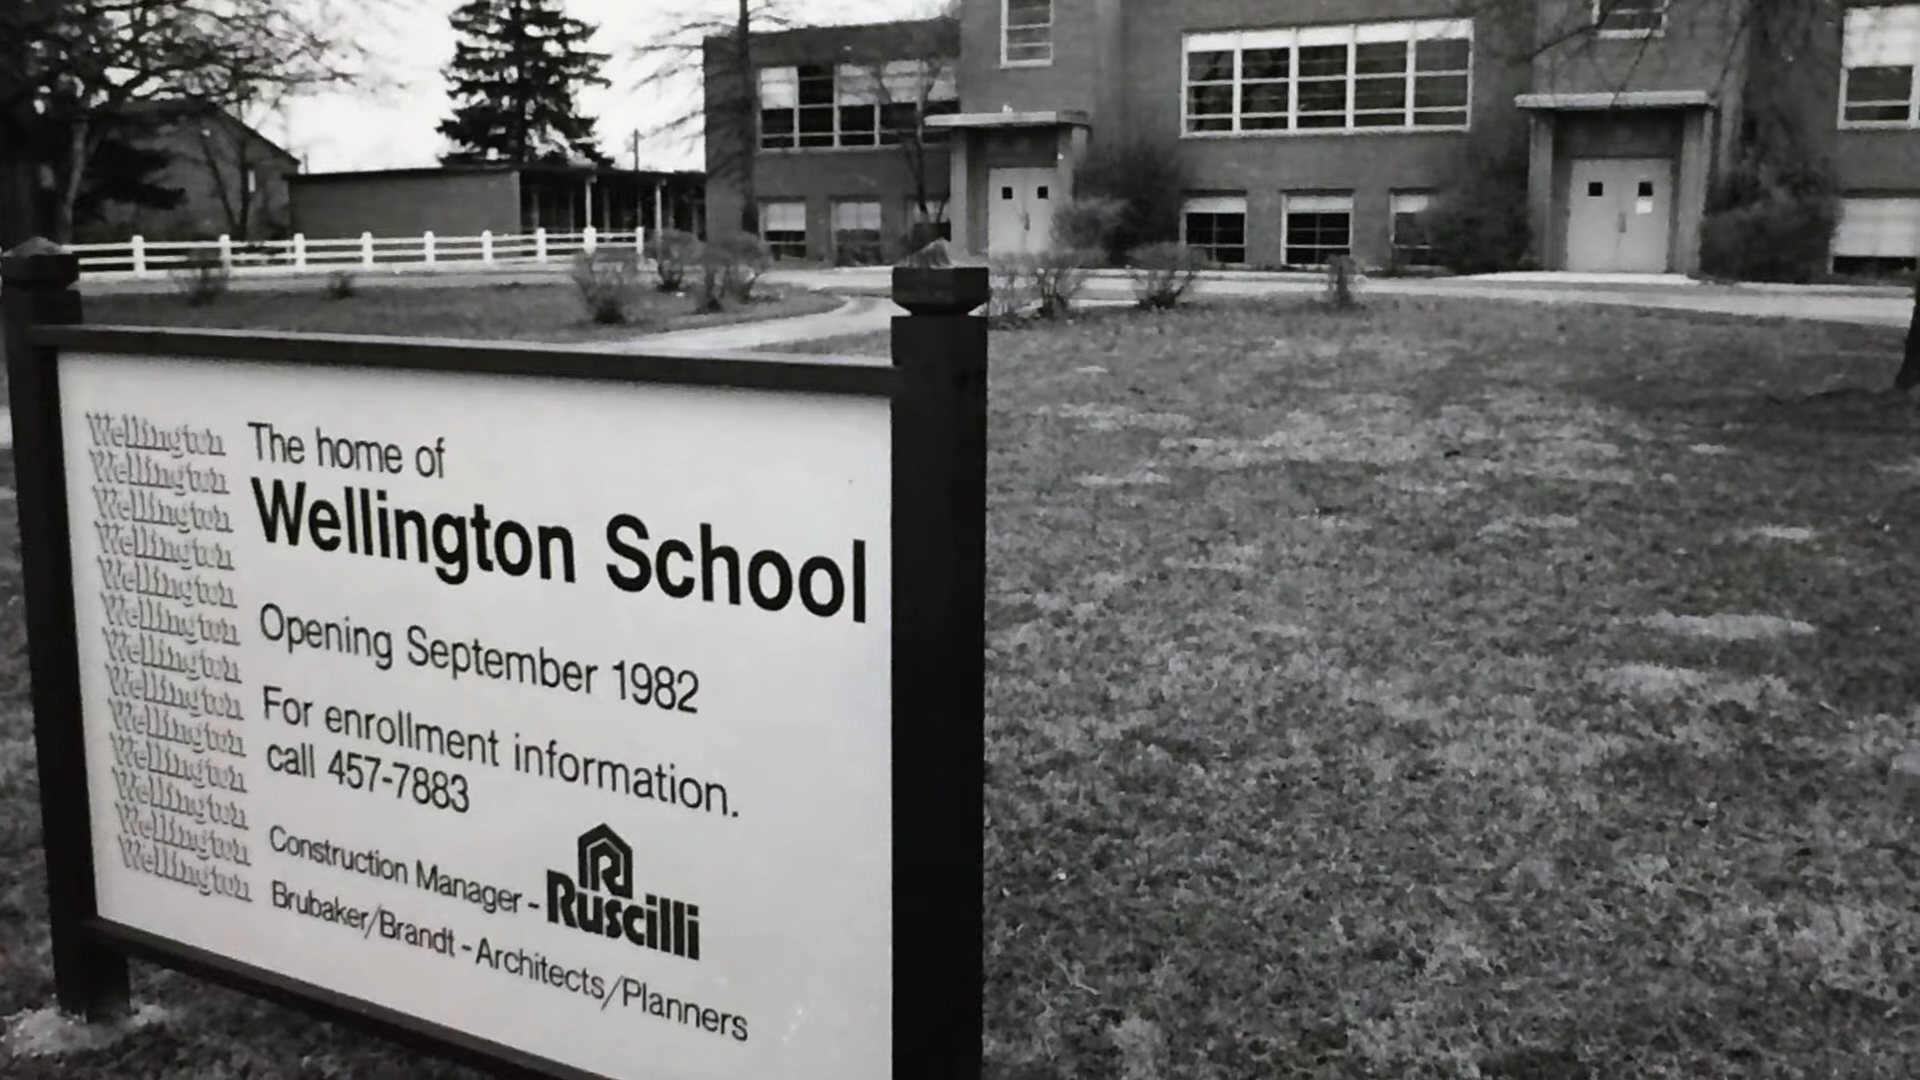 Wellington
Wellington
Wellington
Wellington
Wellington
Wellington
Wellington
Wellington
Wellington
Wellington
Wellington
Wellington
Wellington
The home of
Wellington School
Opening September 1982
For enrollment information.
call 457-7883
Construction Manager - Ruscilli
Brubaker/Brandt - Architects/Planners